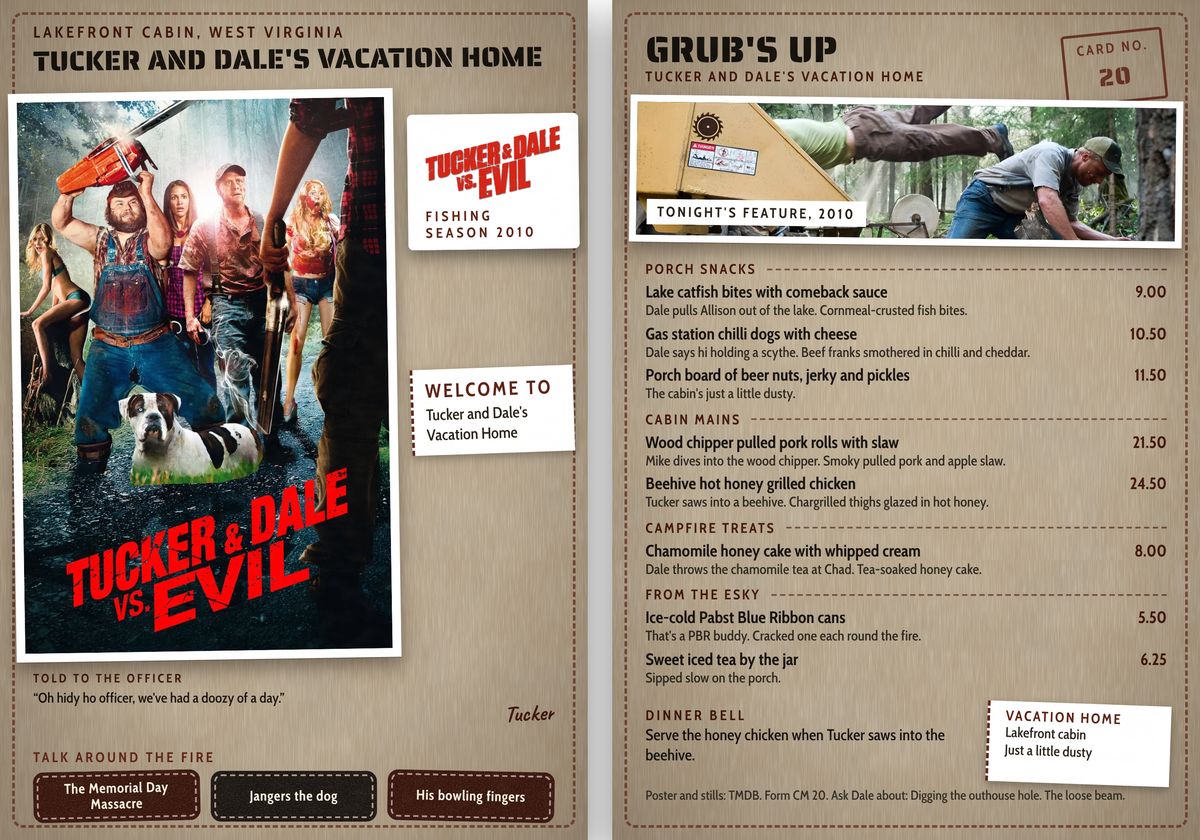 LAKEFRONT CABIN, WEST VIRGINIA
TUCKER AND DALE'S VACATION HOME
TUCKER & DALE
VS. EVIL
FISHING
SEASON 2010
WELCOME TO
Tucker and Dale's
Vacation Home
TUCKER & DALE
VS. EVIL
TOLD TO THE OFFICER
“Oh hidy ho officer, we've had a doozy of a day.”
Tucker
TALK AROUND THE FIRE
The Memorial Day
Massacre
Jangers the dog
His bowling fingers
GRUB'S UP
TUCKER AND DALE'S VACATION HOME
CARD NO.
20
TONIGHT'S FEATURE, 2010
PORCH SNACKS
Lake catfish bites with comeback sauce 9.00
Dale pulls Allison out of the lake. Cornmeal-crusted fish bites.
Gas station chilli dogs with cheese 10.50
Dale says hi holding a scythe. Beef franks smothered in chilli and cheddar.
Porch board of beer nuts, jerky and pickles 11.50
The cabin's just a little dusty.
CABIN MAINS
Wood chipper pulled pork rolls with slaw 21.50
Mike dives into the wood chipper. Smoky pulled pork and apple slaw.
Beehive hot honey grilled chicken 24.50
Tucker saws into a beehive. Chargrilled thighs glazed in hot honey.
CAMPFIRE TREATS
Chamomile honey cake with whipped cream 8.00
Dale throws the chamomile tea at Chad. Tea-soaked honey cake.
FROM THE ESKY
Ice-cold Pabst Blue Ribbon cans 5.50
That's a PBR buddy. Cracked one each round the fire.
Sweet iced tea by the jar 6.25
Sipped slow on the porch.
DINNER BELL
Serve the honey chicken when Tucker saws into the
beehive.
VACATION HOME
Lakefront cabin
Just a little dusty
Poster and stills: TMDB. Form CM 20. Ask Dale about: Digging the outhouse hole. The loose beam.